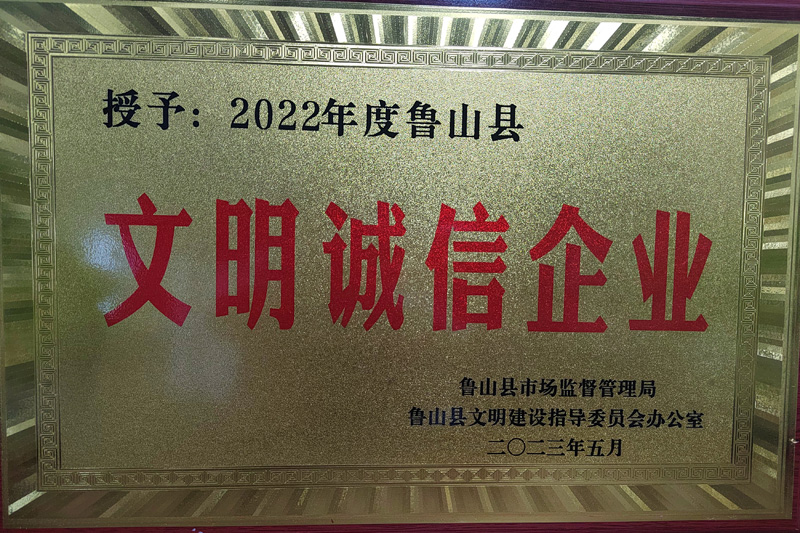 授予：2022年度鲁山县
文明诚信企业
鲁山县市场监督管理局
鲁山县文明建设指导委员会办公室
二〇二三年五月